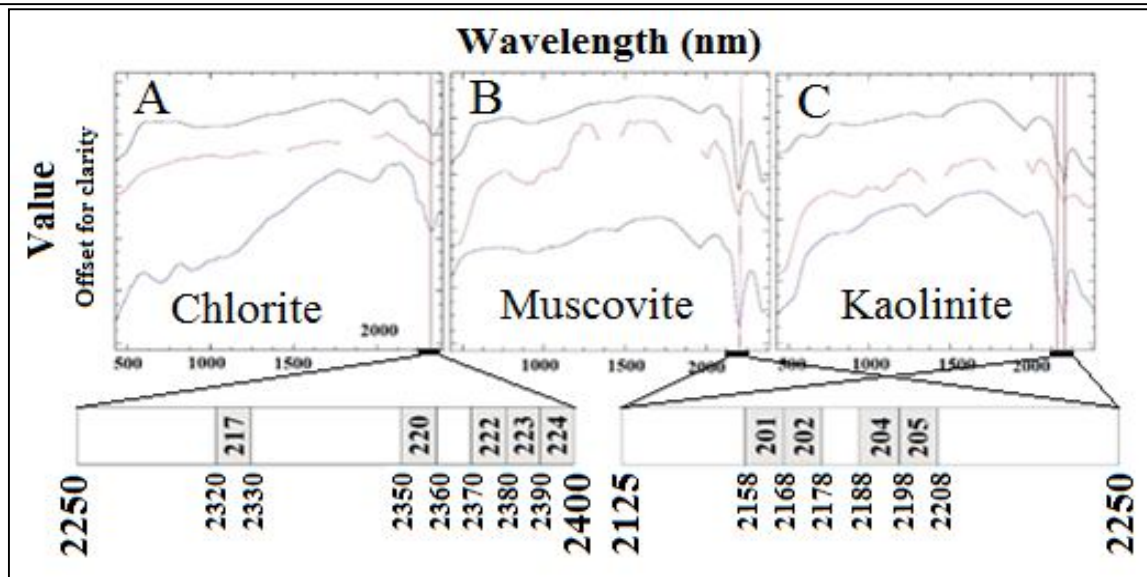 Wavelength (nm)
Value
Offset for clarity
A
B
C
Chlorite
Muscovite
Kaolinite
2000
500 1000 1500
1000 1500 2000
500 1000 1500 2000
217 220 222 223 224
201 202 204 205
2250 2320 2330 2350 2360 2370 2380 2390 2400
2125 2158 2168 2178 2188 2198 2208 2250